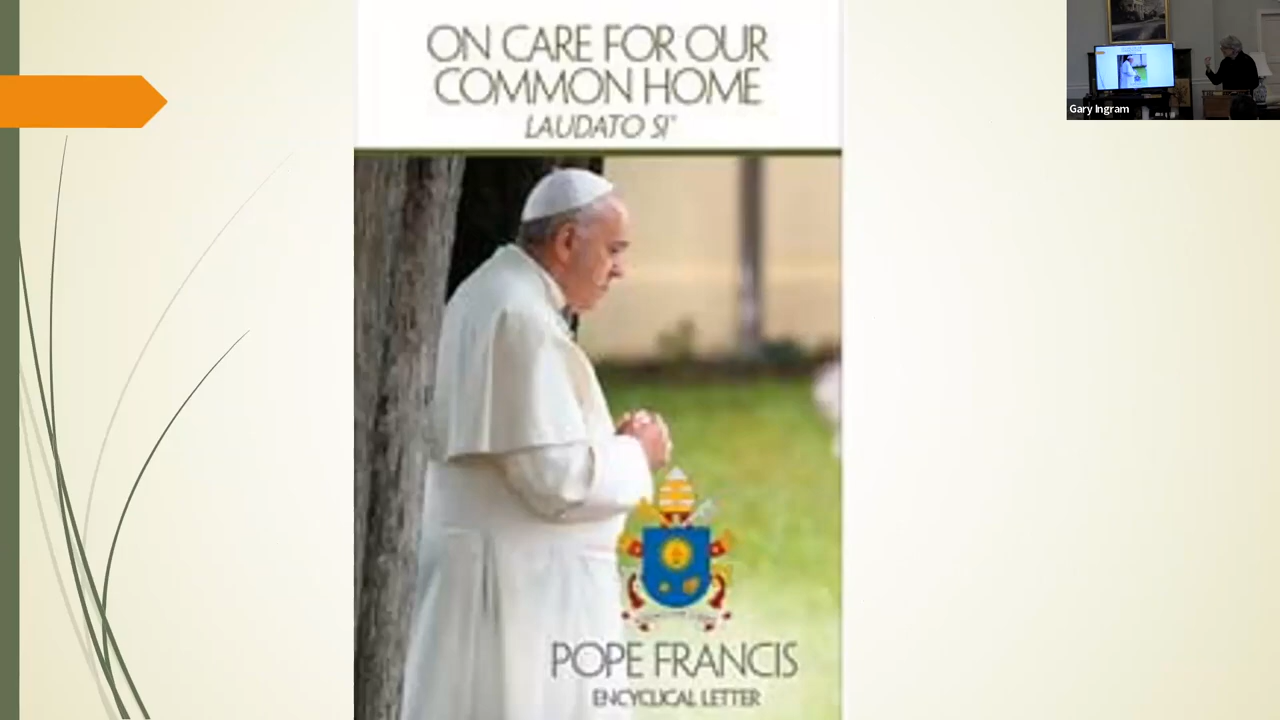 ON CARE FOR OUR
COMMON HOME
LAUDATO SI'
Gary Ingram
POPE FRANCIS
ENCYCLICAL LETTER